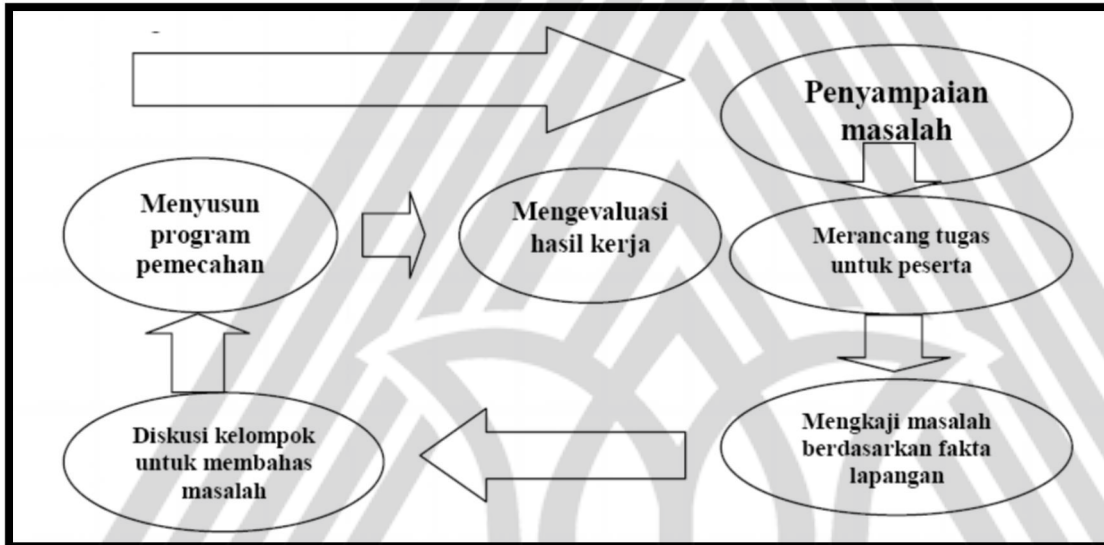 Penyampaian
masalah
Merancang tugas
untuk peserta
Mengkaji masalah
berdasarkan fakta
lapangan
Diskusi kelompok
untuk membahas
masalah
Menyusun
program
pemecahan
Mengevaluasi
hasil kerja